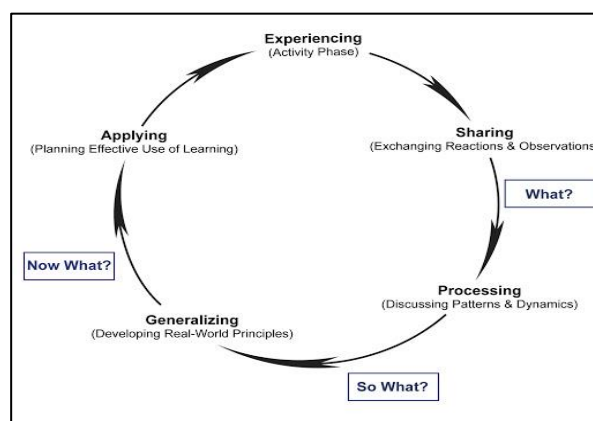 Experiencing
(Activity Phase)
Sharing
(Exchanging Reactions & Observations
What?
Processing
(Discussing Patterns & Dynamics)
So What?
Generalizing
(Developing Real-World Principles)
Now What?
Applying
(Planning Effective Use of Learning)